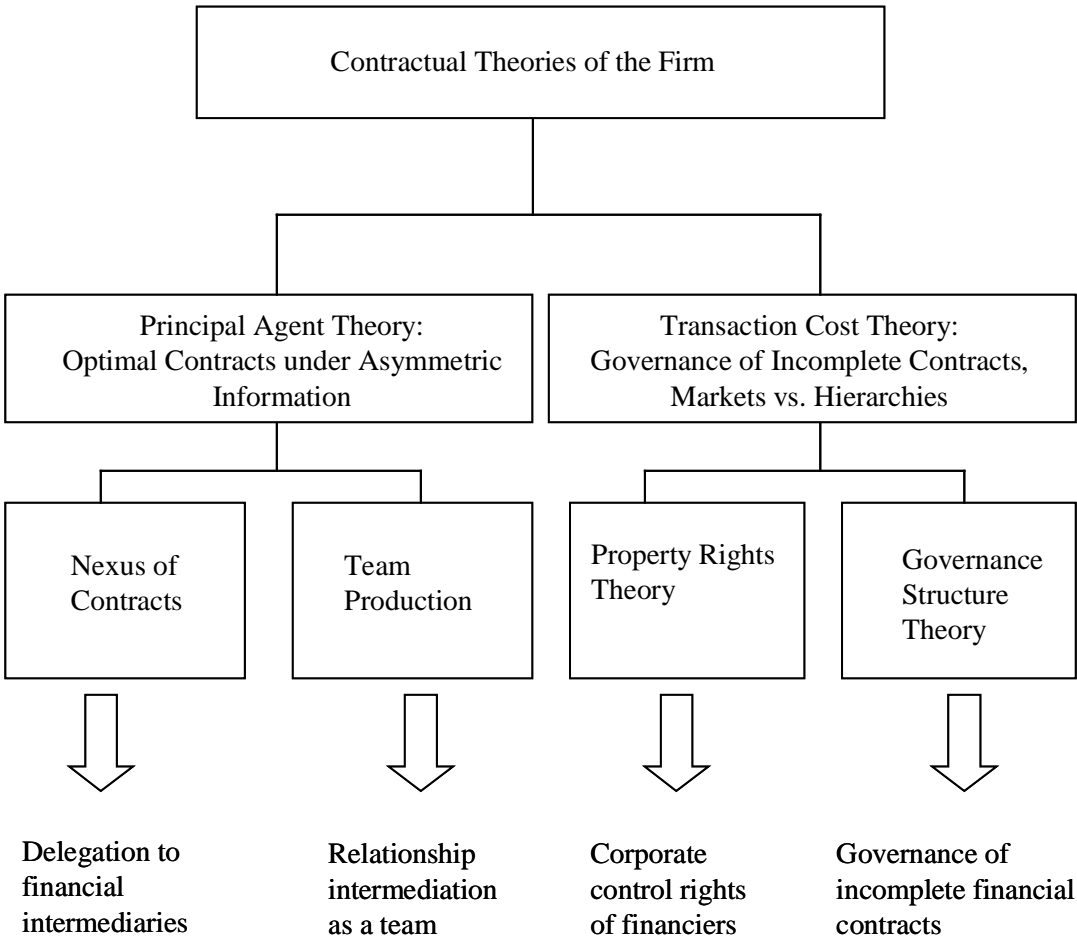 Contractual Theories of the Firm
Principal Agent Theory:
Optimal Contracts under Asymmetric
Information
Transaction Cost Theory:
Governance of Incomplete Contracts,
Markets vs. Hierarchies
Nexus of
Contracts
Team
Production
Property Rights
Theory
Governance
Structure
Theory
Delegation to
financial
intermediaries
Relationship
intermediation
as a team
Corporate
control rights
of financiers
Governance of
incomplete financial
contracts